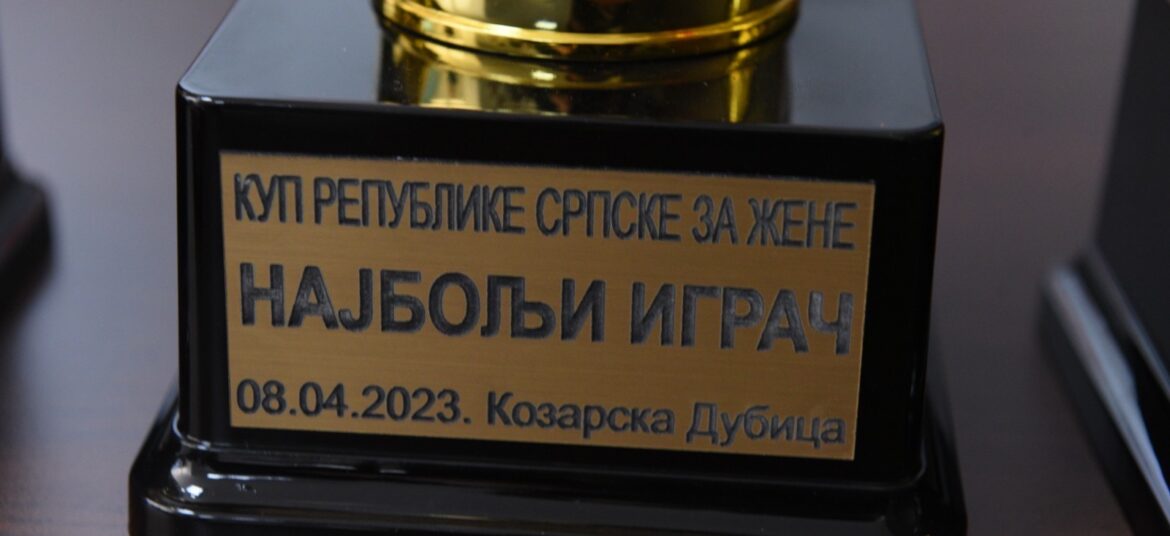 КУП РЕПУБЛИКЕ СРПСКЕ ЗА ЖЕНЕ
НАЈБОЉИ ИГРАЧ
08.04.2023. Козарска Дубица